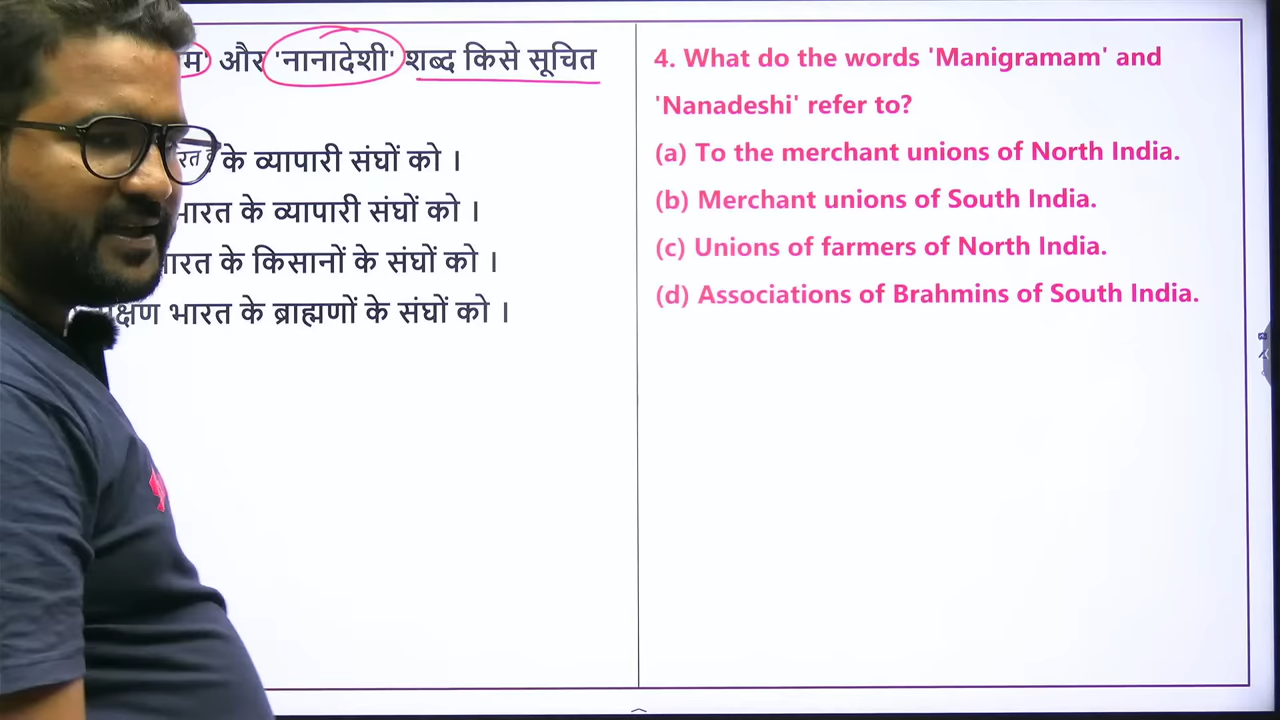 और 'नानादेशी' शब्द किसे सूचित
के व्यापारी संघों को ।
भारत के व्यापारी संघों को ।
के किसानों के संघों को ।
भारत के ब्राह्मणों के संघों को ।
4. What do the words 'Manigramam' and
'Nanadeshi' refer to?
(a) To the merchant unions of North India.
(b) Merchant unions of South India.
(c) Unions of farmers of North India.
(d) Associations of Brahmins of South India.